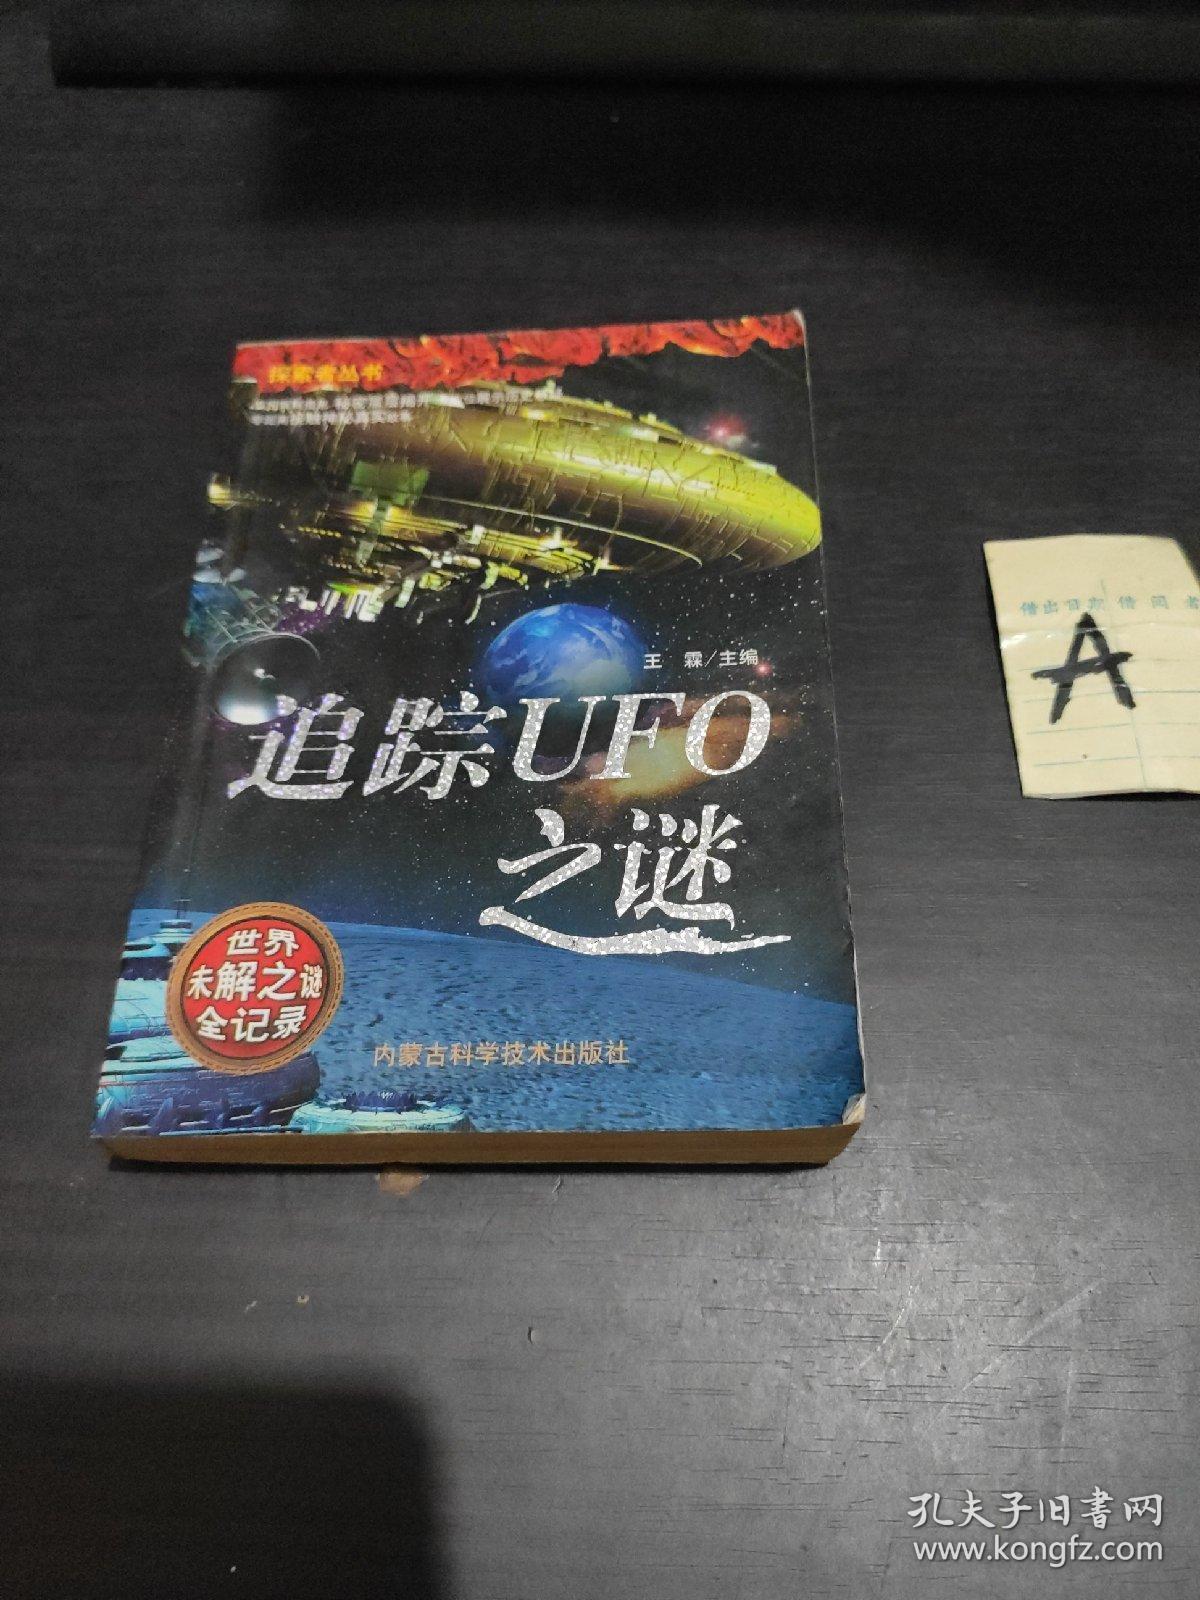 探索者丛书
王 霖/主编
追踪UFO
之谜
世界
未解之谜
全记录
内蒙古科学技术出版社
借出日期 借阅者
A
孔夫子旧书网
www.kongfz.com